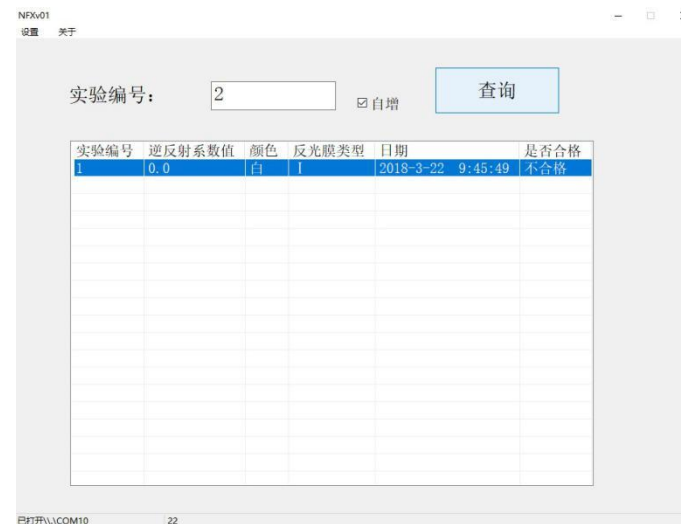 NFXv01
设置 关于
实验编号： 2 自增 查询
实验编号 逆反射系数值 颜色 反光膜类型 日期 是否合格
1 0.0 白 I 2018-3-22 9:45:49 不合格
已打开\\.\COM10 22